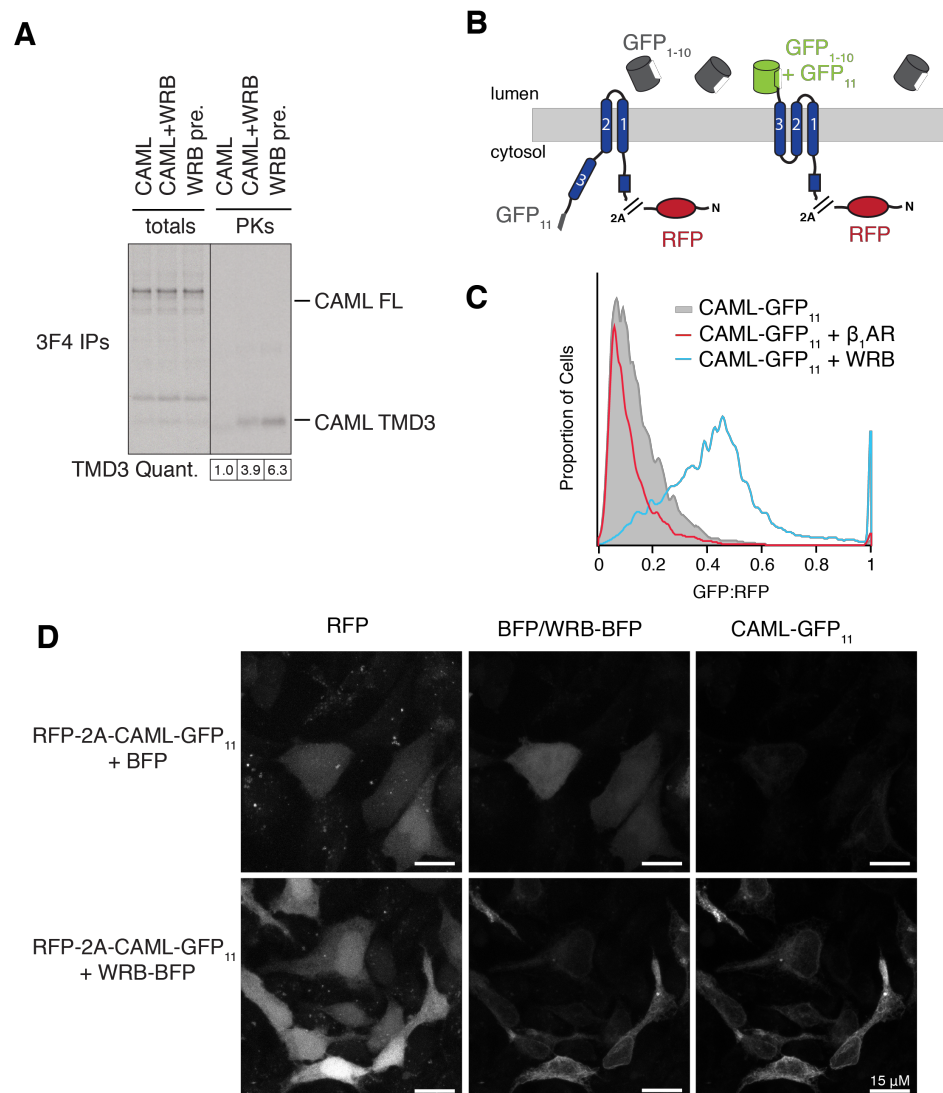 A
CAML
CAML+WRB
WRB pre.
CAML
CAML+WRB
WRB pre.
totals
PKs
3F4 IPs
CAML FL
CAML TMD3
TMD3 Quant.
1.0 3.9 6.3
B
GFP1-10
GFP1-10
+ GFP11
lumen
cytosol
2 1
3
3 2 1
GFP11
2A
N
RFP
2A
N
RFP
C
CAML-GFP11
CAML-GFP11 + β1AR
CAML-GFP11 + WRB
Proportion of Cells
0 0.2 0.4 0.6 0.8 1
GFP:RFP
D
RFP
BFP/WRB-BFP
CAML-GFP11
RFP-2A-CAML-GFP11
+ BFP
RFP-2A-CAML-GFP11
+ WRB-BFP
15 μM